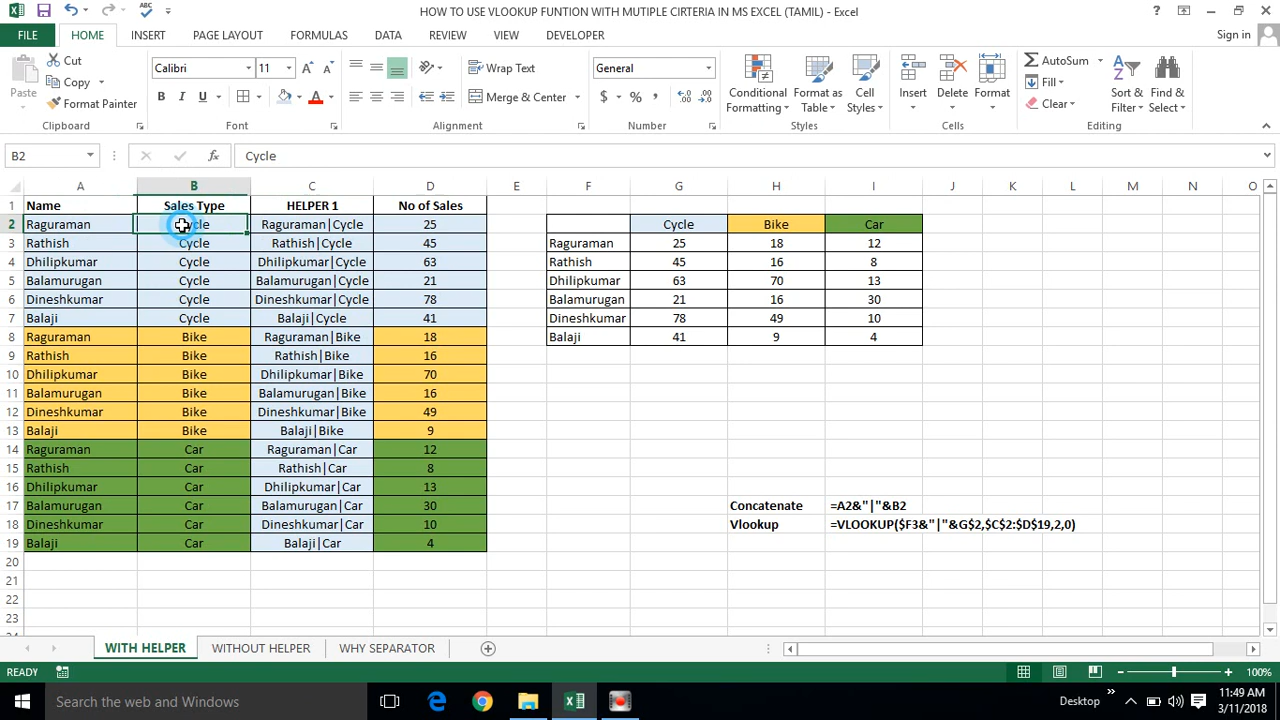 HOW TO USE VLOOKUP FUNTION WITH MUTIPLE CIRTERIA IN MS EXCEL (TAMIL) - Excel
FILE HOME INSERT PAGE LAYOUT FORMULAS DATA REVIEW VIEW DEVELOPER Sign in
Paste Cut Copy Format Painter
Calibri 11
Wrap Text
Merge & Center
General
Conditional Formatting Format as Table Cell Styles
Insert Delete Format
AutoSum Fill Clear Sort & Filter Find & Select
Clipboard Font Alignment Number Styles Cells Editing
B2 Cycle
A B C D E F G H I J K L M N O
1 Name Sales Type HELPER 1 No of Sales
2 Raguraman Cycle Raguraman|Cycle 25 Cycle Bike Car
3 Rathish Cycle Rathish|Cycle 45 Raguraman 25 18 12
4 Dhilipkumar Cycle Dhilipkumar|Cycle 63 Rathish 45 16 8
5 Balamurugan Cycle Balamurugan|Cycle 21 Dhilipkumar 63 70 13
6 Dineshkumar Cycle Dineshkumar|Cycle 78 Balamurugan 21 16 30
7 Balaji Cycle Balaji|Cycle 41 Dineshkumar 78 49 10
8 Raguraman Bike Raguraman|Bike 18 Balaji 41 9 4
9 Rathish Bike Rathish|Bike 16
10 Dhilipkumar Bike Dhilipkumar|Bike 70
11 Balamurugan Bike Balamurugan|Bike 16
12 Dineshkumar Bike Dineshkumar|Bike 49
13 Balaji Bike Balaji|Bike 9
14 Raguraman Car Raguraman|Car 12
15 Rathish Car Rathish|Car 8
16 Dhilipkumar Car Dhilipkumar|Car 13
17 Balamurugan Car Balamurugan|Car 30 Concatenate =A2&"|"&B2
18 Dineshkumar Car Dineshkumar|Car 10 Vlookup =VLOOKUP($F3&"|"&G$2,$C$2:$D$19,2,0)
19 Balaji Car Balaji|Car 4
20
21
22
23
WITH HELPER WITHOUT HELPER WHY SEPARATOR
READY 100%
Search the web and Windows Desktop 11:49 AM
3/11/2018